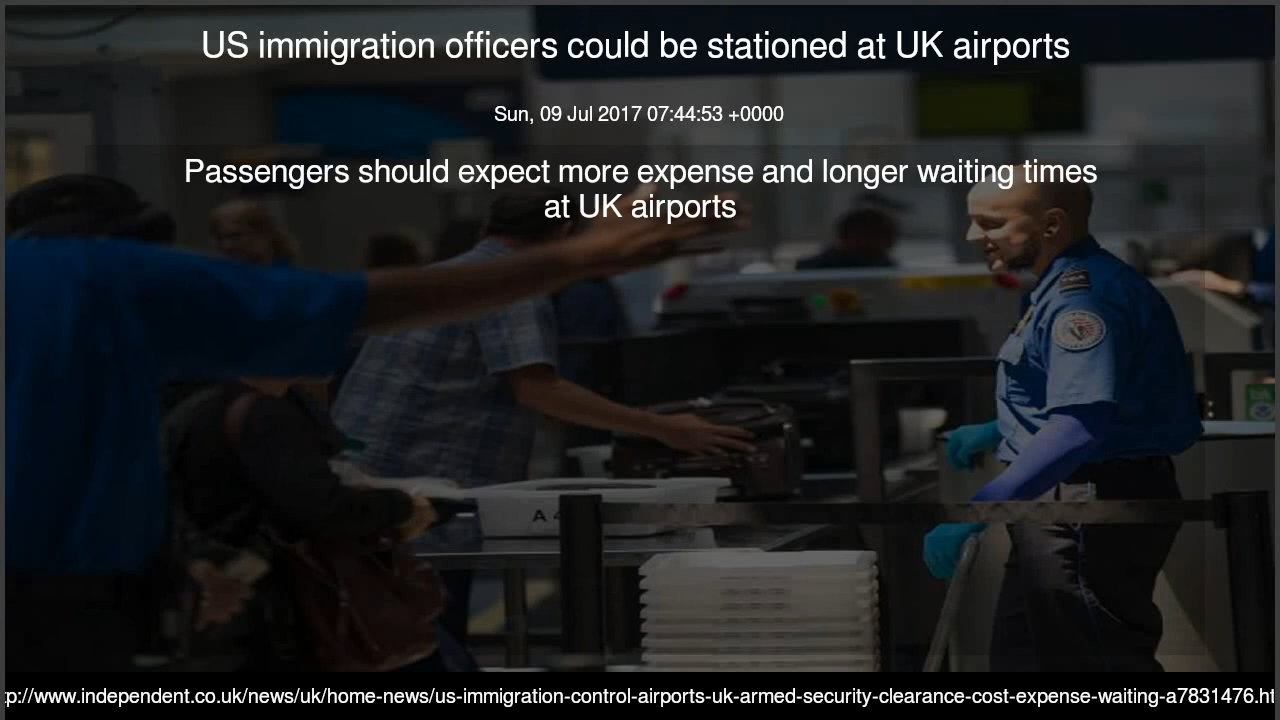 US immigration officers could be stationed at UK airports
Sun, 09 Jul 2017 07:44:53 +0000
Passengers should expect more expense and longer waiting times
at UK airports
A4
p://www.independent.co.uk/news/uk/home-news/us-immigration-control-airports-uk-armed-security-clearance-cost-expense-waiting-a7831476.ht